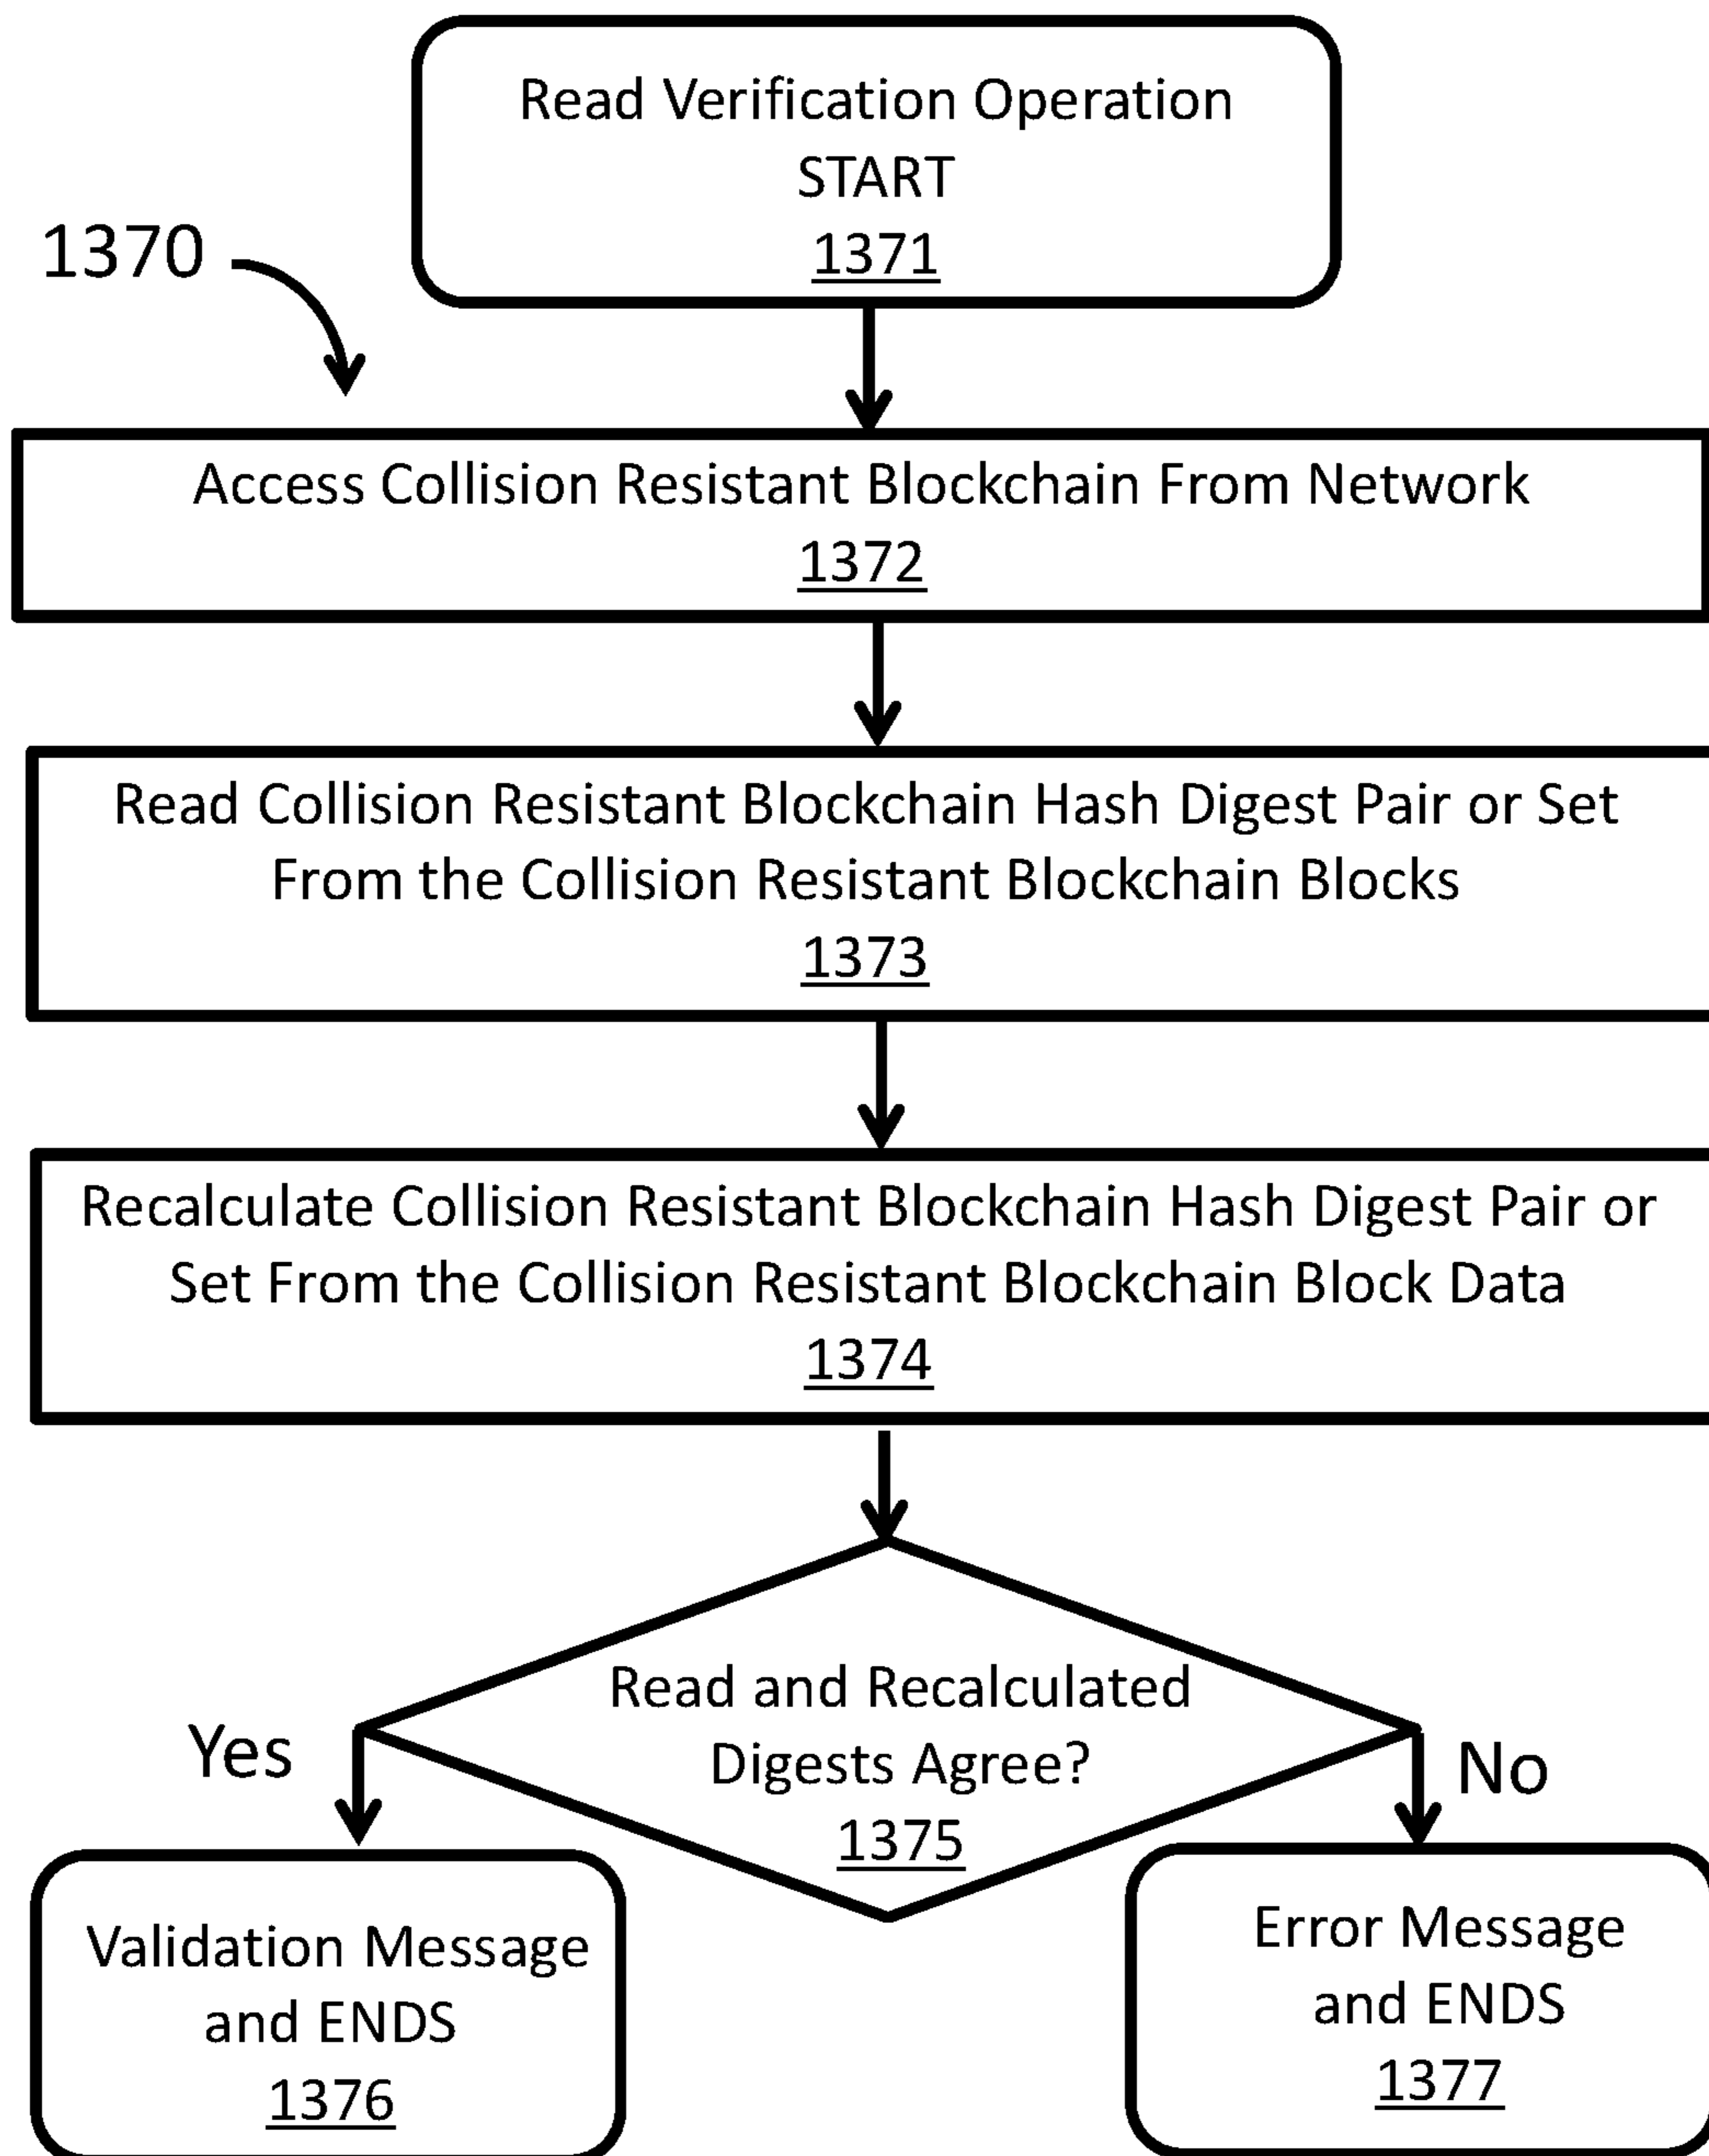 Read Verification Operation
START
1371
1370
Access Collision Resistant Blockchain From Network
1372
Read Collision Resistant Blockchain Hash Digest Pair or Set
From the Collision Resistant Blockchain Blocks
1373
Recalculate Collision Resistant Blockchain Hash Digest Pair or
Set From the Collision Resistant Blockchain Block Data
1374
Read and Recalculated
Digests Agree?
1375
Yes
No
Validation Message
and ENDS
1376
Error Message
and ENDS
1377